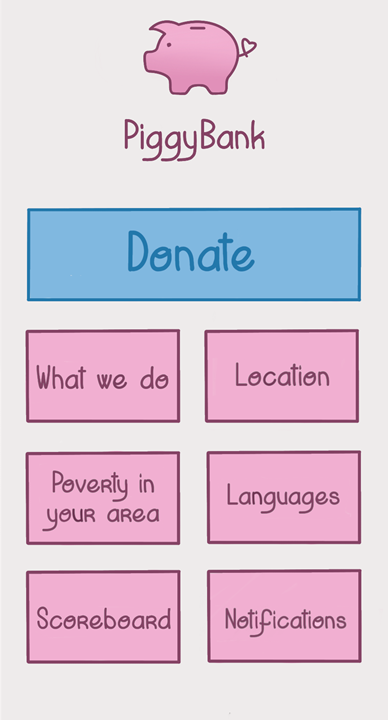 PiggyBank
Donate
What we do
Location
Poverty in
your area
Languages
Scoreboard
Notifications